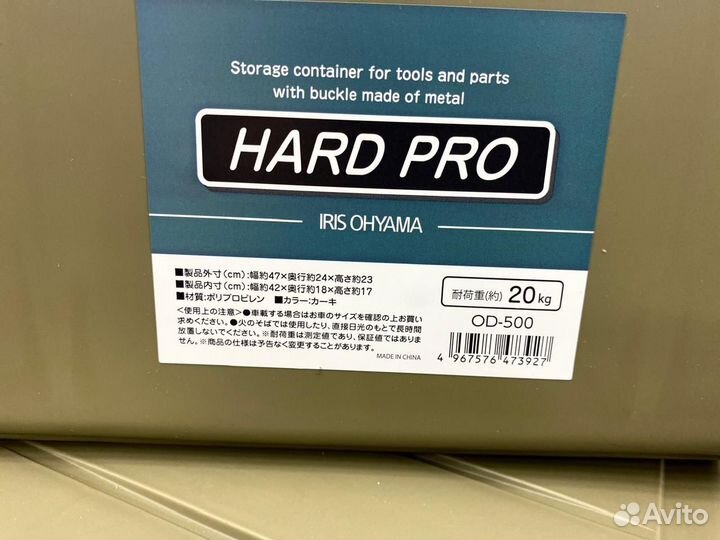 Storage container for tools and parts
with buckle made of metal
HARD PRO
IRIS OHYAMA
■製品外寸(cm):幅約47×奥行約24×高さ約23
■製品内寸(cm):幅約42×奥行約18×高さ約17
■材質:ポリプロピレン ■カラー:カーキ
<使用上の注意>●車載する場合はお車のサイズを確認の上お買い
求めください。●火のそばでは使用したり、直接日光のもとで長時間
放置しないでください。※耐荷重は測定値であり、保証値ではありま
せん。※商品の仕様は予告なく変更することがあります。
MADE IN CHINA
耐荷重(約) 20kg
OD-500
4 967576 473927
Avito